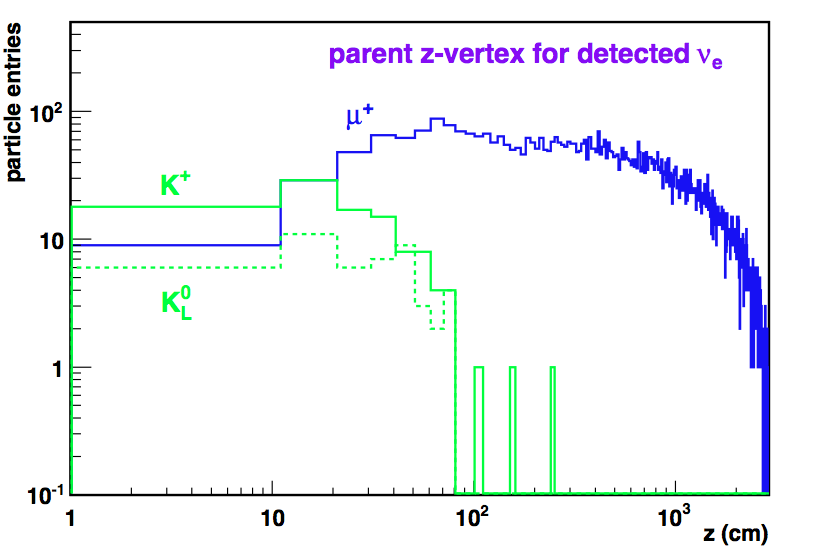 particle entries
parent z-vertex for detected νe
μ+
K+
K0L
10²
10
1
10⁻¹
1
10
10²
10³
z (cm)